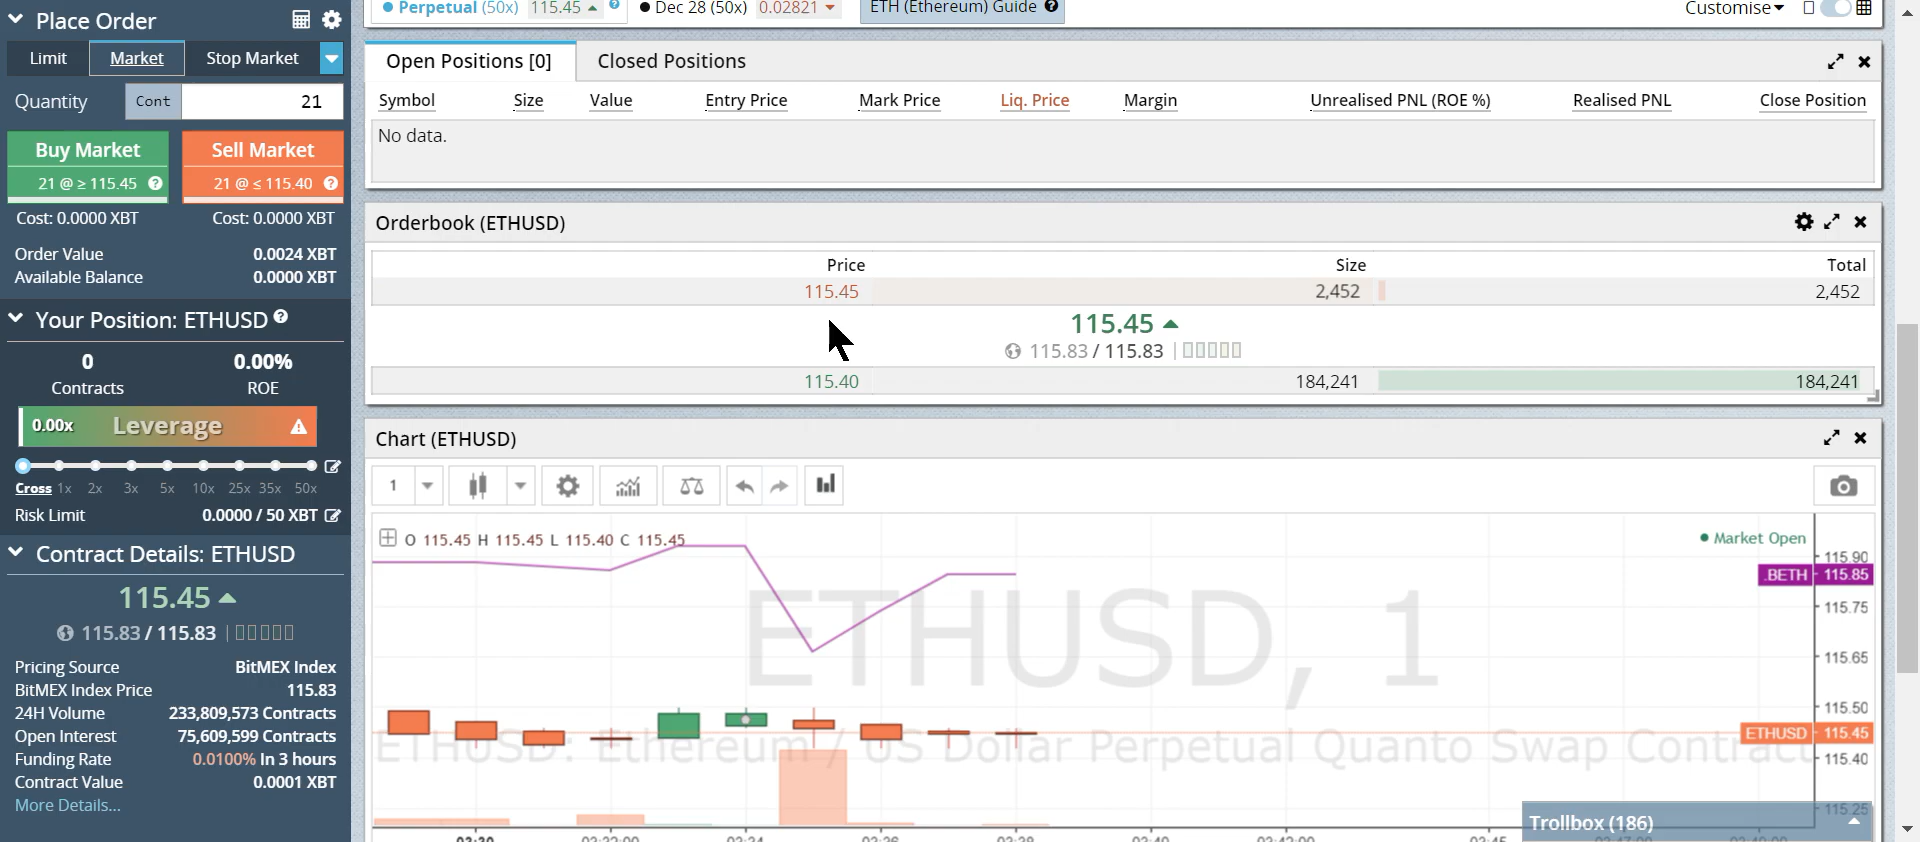 Place Order
Limit Market Stop Market
Quantity Cont 21
Buy Market Sell Market
21 @ ≥ 115.45 ? 21 @ ≤ 115.40 ?
Cost: 0.0000 XBT Cost: 0.0000 XBT
Order Value 0.0024 XBT
Available Balance 0.0000 XBT
Your Position: ETHUSD ?
0 0.00%
Contracts ROE
0.00x Leverage
Cross 1x 2x 3x 5x 10x 25x 35x 50x
Risk Limit 0.0000 / 50 XBT
Contract Details: ETHUSD
115.45
115.83 / 115.83
Pricing Source BitMEX Index
BitMEX Index Price 115.83
24H Volume 233,809,573 Contracts
Open Interest 75,609,599 Contracts
Funding Rate 0.0100% In 3 hours
Contract Value 0.0001 XBT
More Details...
Perpetual (50x) 115.45 ? Dec 28 (50x) 0.02821 ETH (Ethereum) Guide ? Customise
Open Positions [0] Closed Positions
Symbol Size Value Entry Price Mark Price Liq. Price Margin Unrealised PNL (ROE %) Realised PNL Close Position
No data.
Orderbook (ETHUSD)
Price Size Total
115.45 2,452 2,452
115.45
115.83 / 115.83
115.40 184,241 184,241
Chart (ETHUSD)
1
O 115.45 H 115.45 L 115.40 C 115.45
Market Open
115.90
.BETH 115.85
115.75
ETHUSD, 1
115.65
115.50
ETHUSD 115.45
ETHUSD: Ethereum / US Dollar Perpetual Quanto Swap Contract
115.40
115.25
Trollbox (186)